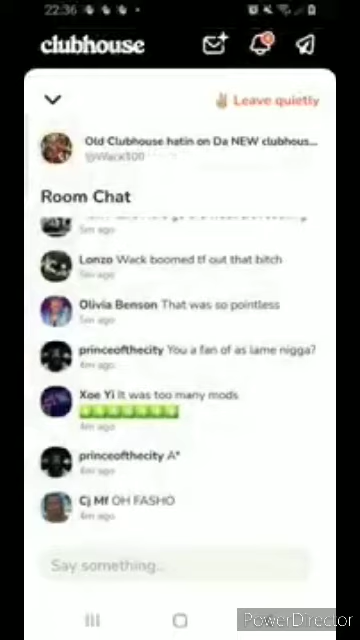 22:36
clubhouse
Leave quietly
Old Clubhouse hatin on Da NEW clubhous...
Room Chat
5m ago
Lonzo Wack boomed tf out that bitch
5m ago
Olivia Benson That was so pointless
5m ago
princeofthecity You a fan of as lame nigga?
4m ago
Xoe Yi It was too many mods
4m ago
princeofthecity A*
4m ago
Cj Mf OH FASHO
4m ago
Say something...
PowerDirector